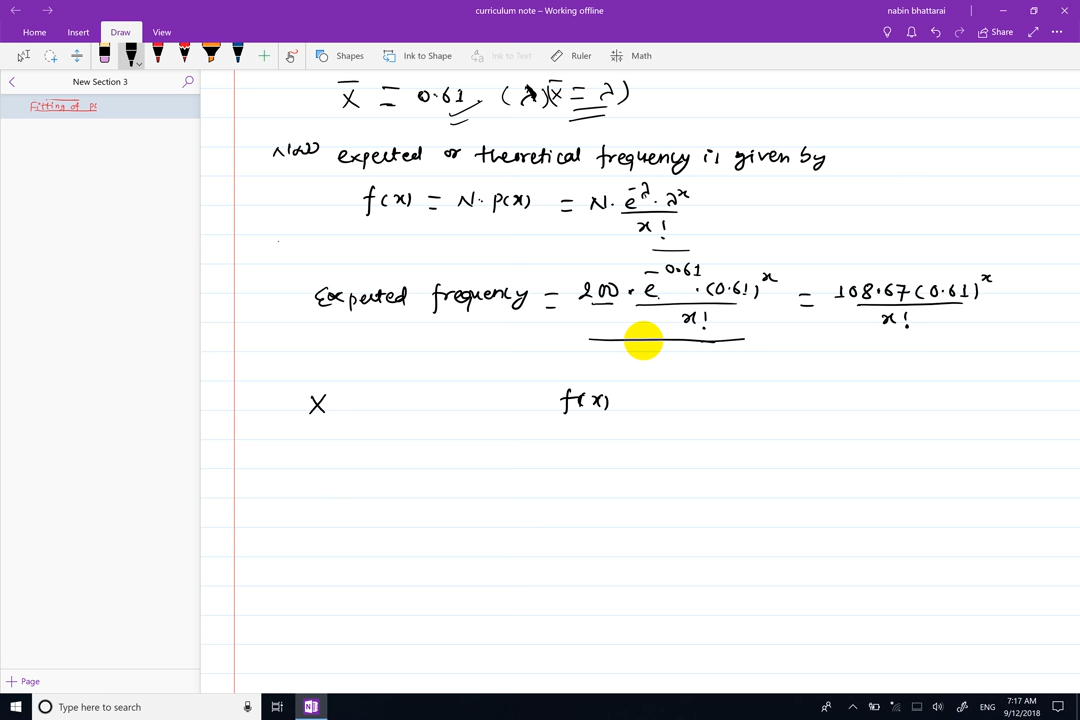 curriculum note – Working offline
nabin bhattarai
Home Insert Draw View
Share
Shapes Ink to Shape Ink to Text Ruler Math
New Section 3
Fitting of
X̄ = 0.61. (λ)(X̄ = λ)
expected or theoretical frequency is given by
f(x) = N. p(x) = N. e^-λ . λ^x / x!
Expected frequency = 200 . e^-0.61 . (0.61)^x / x! = 108.67 (0.61)^x / x!
X f(x)
Page
Type here to search
ENG
7:17 AM
9/12/2018